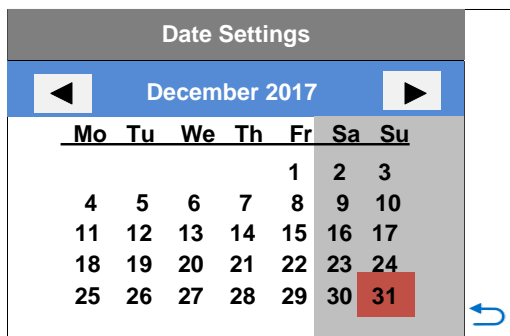 Date Settings
December 2017
Mo Tu We Th Fr Sa Su
1 2 3
4 5 6 7 8 9 10
11 12 13 14 15 16 17
18 19 20 21 22 23 24
25 26 27 28 29 30 31